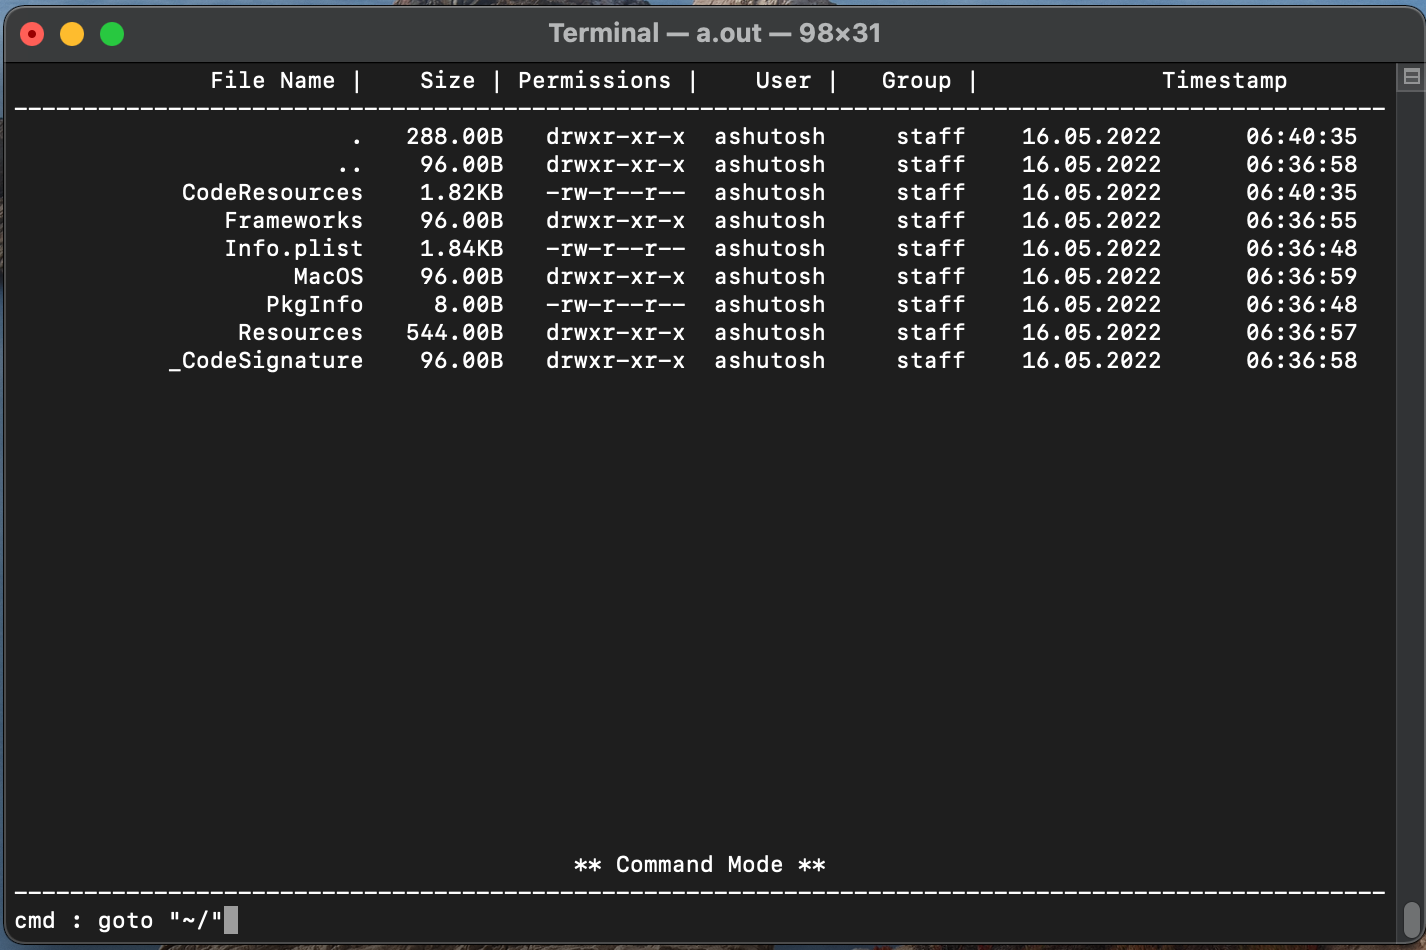 Terminal — a.out — 98×31
File Name | Size | Permissions | User | Group | Timestamp
--------------------------------------------------------------------------------------------------
. 288.00B drwxr-xr-x ashutosh staff 16.05.2022 06:40:35
.. 96.00B drwxr-xr-x ashutosh staff 16.05.2022 06:36:58
CodeResources 1.82KB -rw-r--r-- ashutosh staff 16.05.2022 06:40:35
Frameworks 96.00B drwxr-xr-x ashutosh staff 16.05.2022 06:36:55
Info.plist 1.84KB -rw-r--r-- ashutosh staff 16.05.2022 06:36:48
MacOS 96.00B drwxr-xr-x ashutosh staff 16.05.2022 06:36:59
PkgInfo 8.00B -rw-r--r-- ashutosh staff 16.05.2022 06:36:48
Resources 544.00B drwxr-xr-x ashutosh staff 16.05.2022 06:36:57
_CodeSignature 96.00B drwxr-xr-x ashutosh staff 16.05.2022 06:36:58
** Command Mode **
--------------------------------------------------------------------------------------------------
cmd : goto "~/"